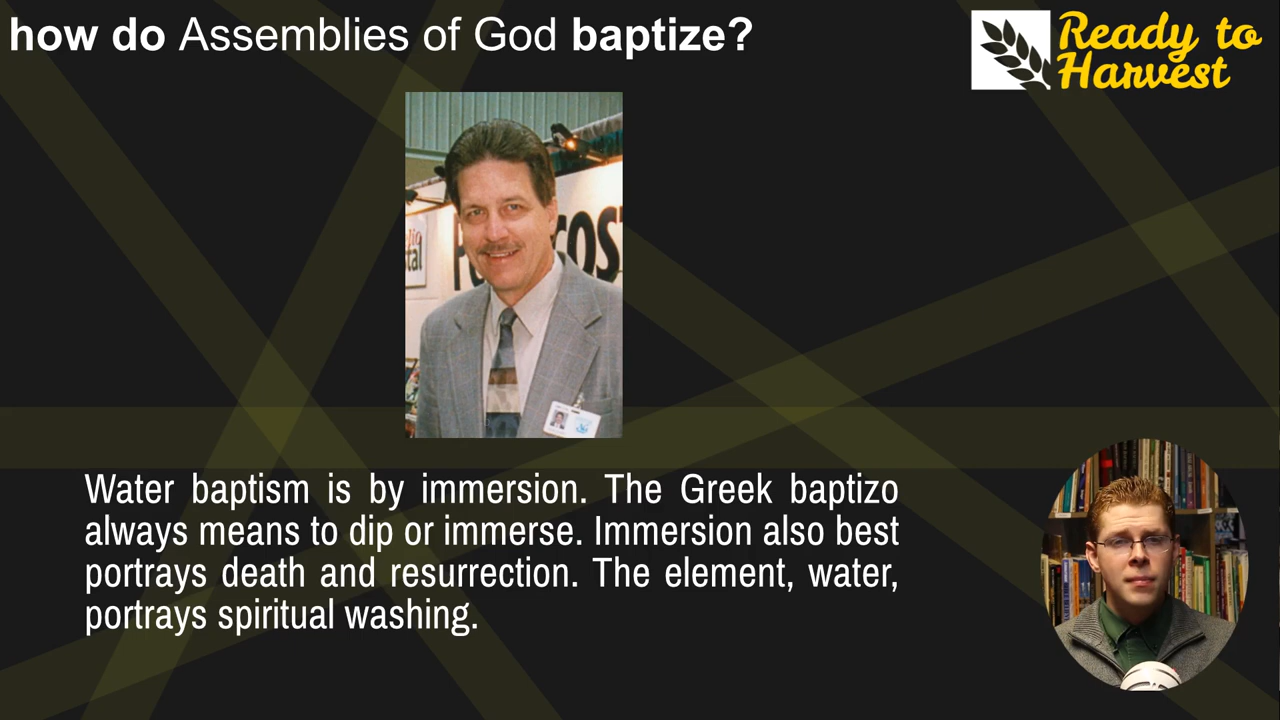 how do Assemblies of God baptize?
Ready to
Harvest
Water baptism is by immersion. The Greek baptizo
always means to dip or immerse. Immersion also best
portrays death and resurrection. The element, water,
portrays spiritual washing.